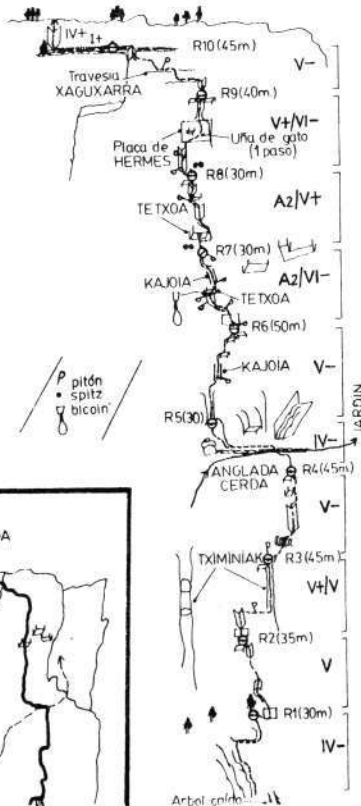 IV+
I+
R10 (45m)
V-
Travesia
XAGUXARRA
R9 (40m)
V+/VI-
Placa de
HERMES
Uña de gato
(1 paso)
R8 (30m)
A2/V+
TETXOA
R7 (30m)
KAJOIA
A2/VI-
TETXOA
R6 (50m)
KAJOIA
V-
pitón
spitz
bicoin
R5 (30)
IV-
JARDIN
ANGLADA
CERDA
R4 (45m)
V-
TXIMINIAK
R3 (45m)
V+/V
R2 (35m)
V
R1 (30m)
IV-
Arbol caído